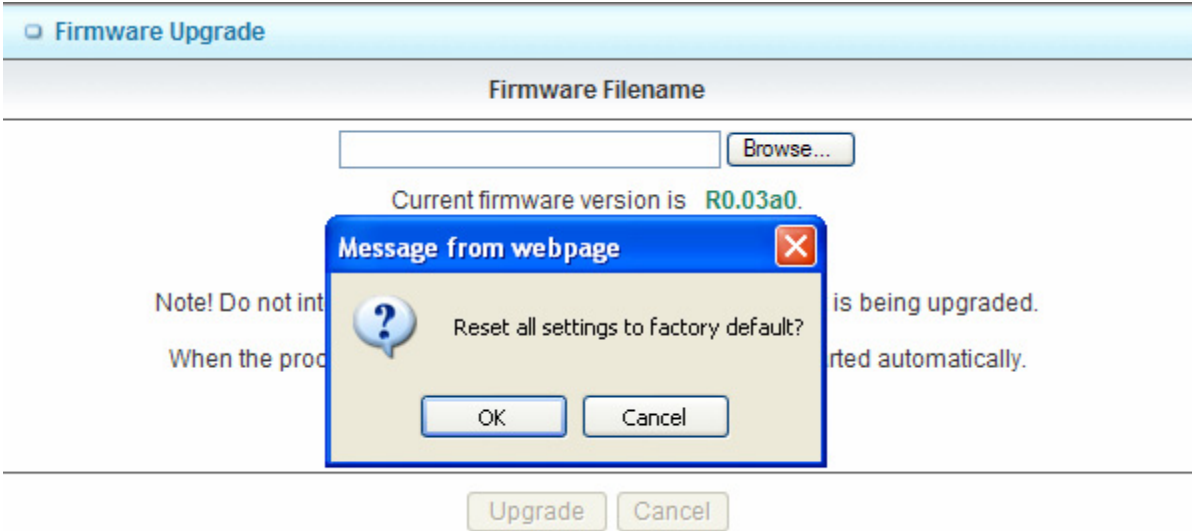 Firmware Upgrade
Firmware Filename
Browse...
Current firmware version is R0.03a0.
Message from webpage
Note! Do not int
is being upgraded.
Reset all settings to factory default?
When the proc
rted automatically.
OK Cancel
Upgrade Cancel